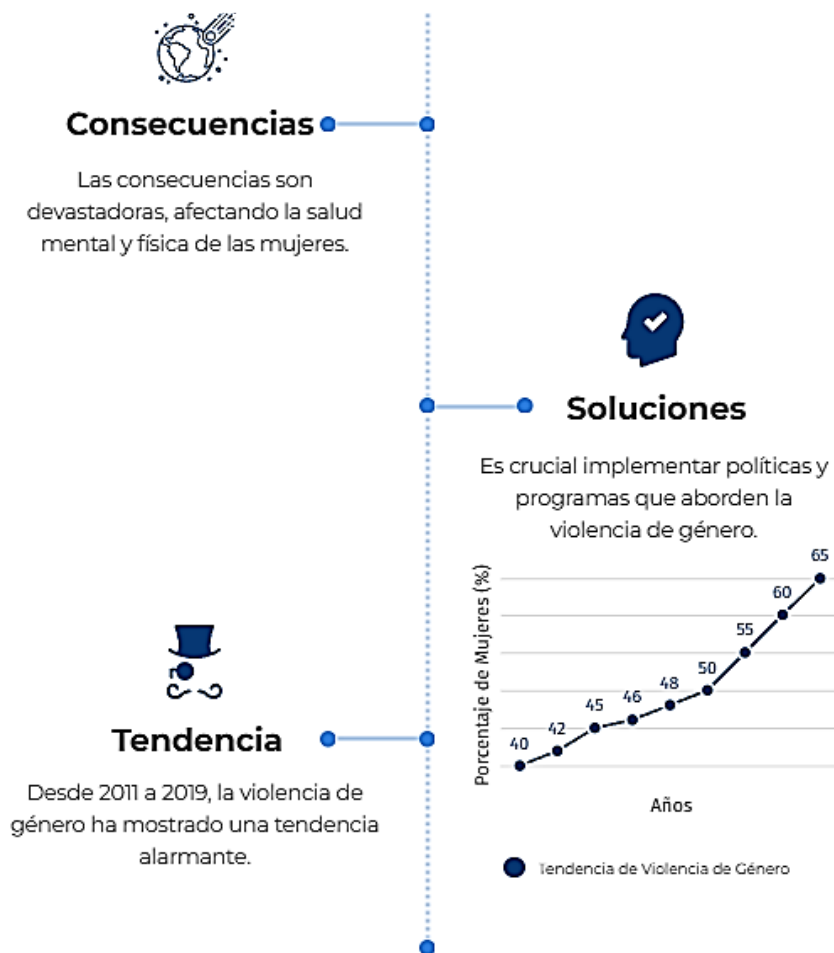 Consecuencias
Las consecuencias son
devastadoras, afectando la salud
mental y física de las mujeres.
Soluciones
Es crucial implementar políticas y
programas que aborden la
violencia de género.
Porcentaje de Mujeres (%)
40
42
45
46
48
50
55
60
65
Años
Tendencia de Violencia de Género
Tendencia
Desde 2011 a 2019, la violencia de
género ha mostrado una tendencia
alarmante.